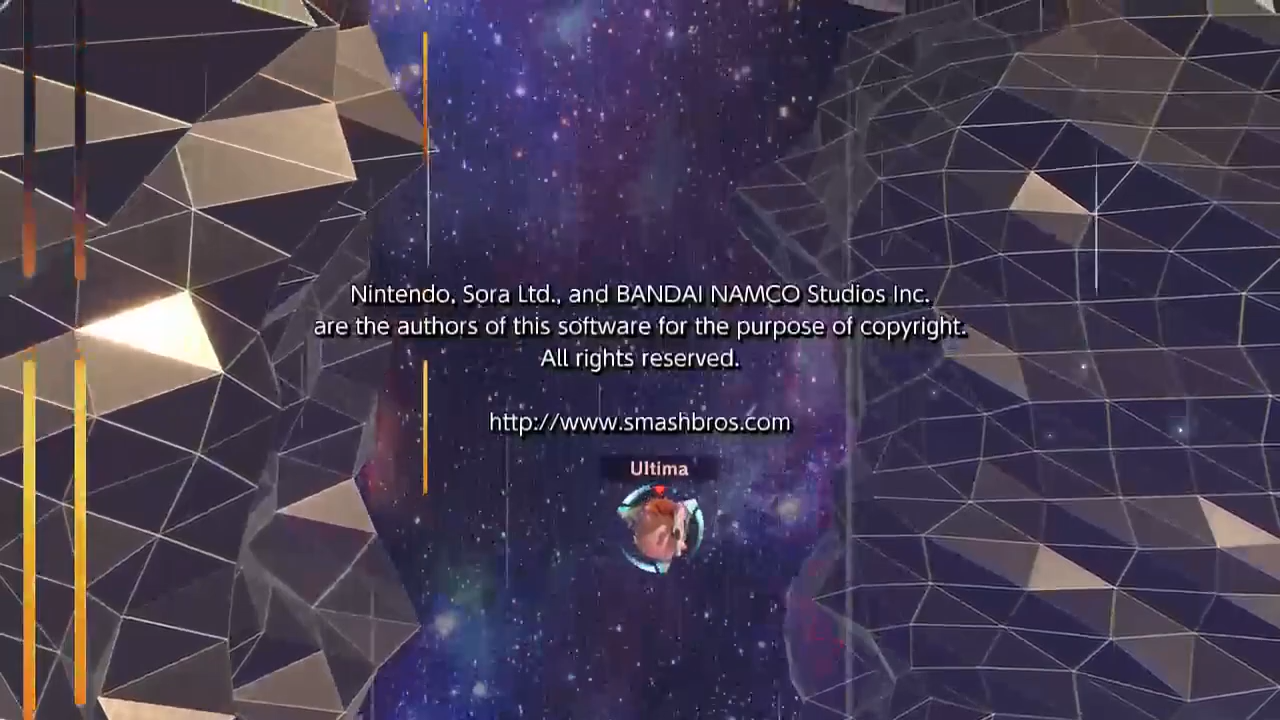 Nintendo, Sora Ltd., and BANDAI NAMCO Studios Inc.
are the authors of this software for the purpose of copyright.
All rights reserved.
http://www.smashbros.com
Ultima